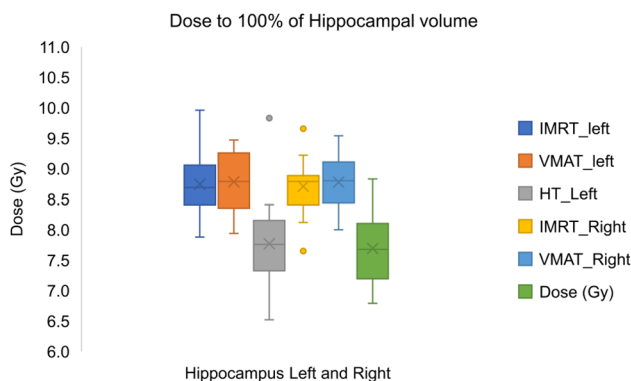 Dose to 100% of Hippocampal volume
11.0
10.5
10.0
9.5
9.0
8.5
8.0
7.5
7.0
6.5
6.0
Dose (Gy)
IMRT_left
VMAT_left
HT_Left
IMRT_Right
VMAT_Right
Dose (Gy)
Hippocampus Left and Right